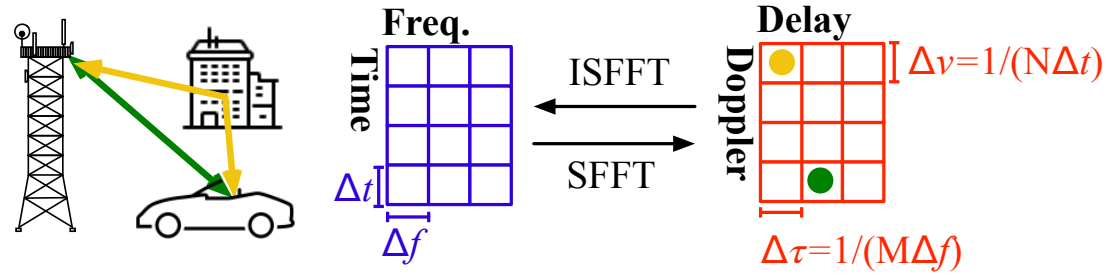 Freq.
Time
Δt
Δf
ISFFT
SFFT
Delay
Doppler
Δν=1/(NΔt)
Δτ=1/(MΔf)